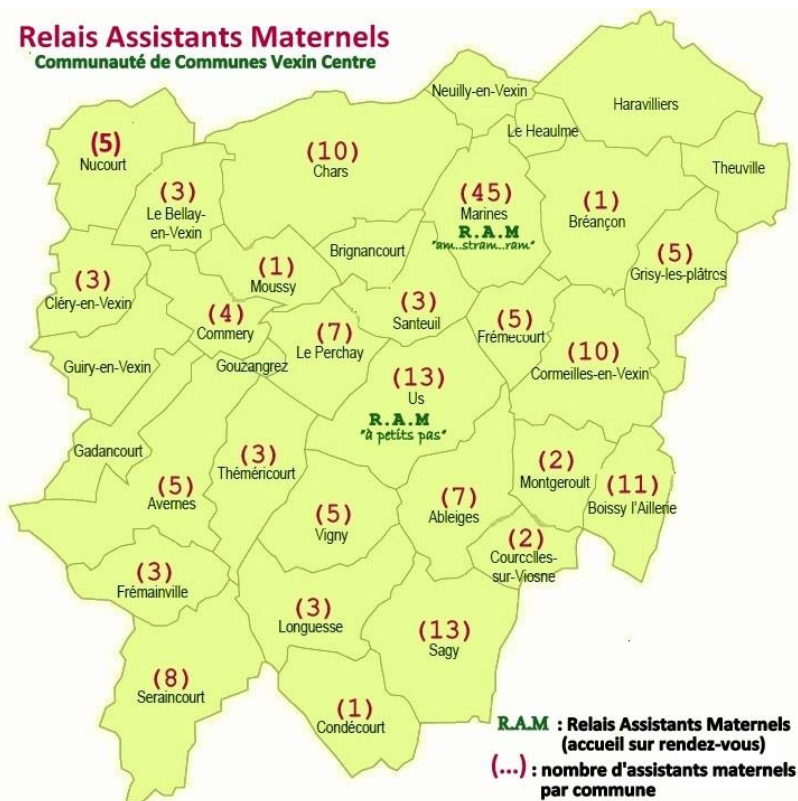 Relais Assistants Maternels
Communauté de Communes Vexin Centre
Neuilly-en-Vexin
Haravilliers
Le Heaulme
Theuville
(5)
Nucourt
(10)
Chars
(3)
Le Bellay-
en-Vexin
(45)
Marines
R.A.M
"am..stram..ram"
(1)
Bréançon
(5)
Grisy-les-plâtrcs
Brignancourt
(1)
Moussy
(3)
Cléry-en-Vexin
(4)
Commery
(3)
Santeuil
(5)
Frémecourt
(7)
Le Perchay
(10)
Cormeilles-en-Vexin
Guiry-en-Vexin
Gouzangrez
(13)
Us
R.A.M
"à petits pas"
Gadancourt
(3)
Théméricourt
(5)
Avernes
(2)
Montgeroult
(11)
Boissy l'Aillerie
(7)
Ableiges
(5)
Vigny
(2)
Courcclles-
sur-Viosne
(3)
Frémainville
(3)
Longuesse
(13)
Sagy
(8)
Seraincourt
(1)
Condécourt
R.A.M : Relais Assistants Maternels
(accueil sur rendez-vous)
(...) : nombre d'assistants maternels
par commune